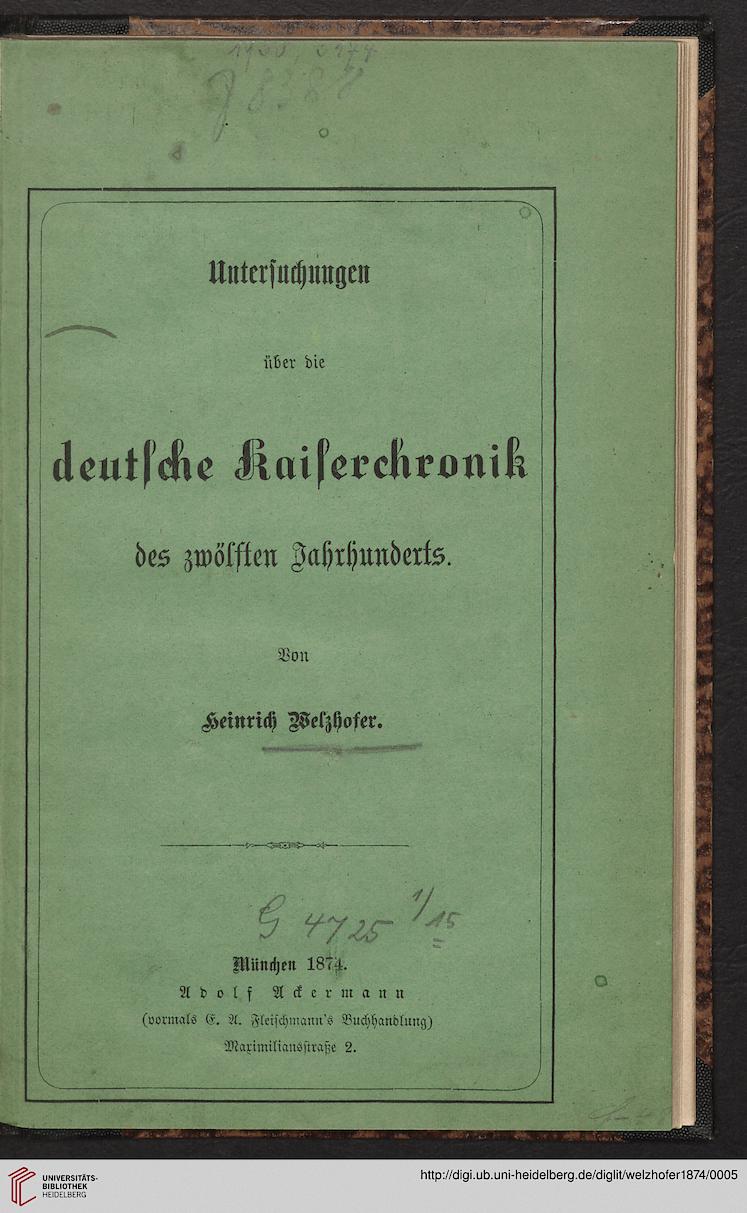 Untersuchungen
über die
deutsche Kaiserchronik
des zwölften Jahrhunderts.
Von
Heinrich Welzhofer.
G 4725 1/15
München 1874.
Adolf Ackermann
(vormals E. A. Fleischmann's Buchhandlung)
Maximiliansstraße 2.
UNIVERSITÄTS-
BIBLIOTHEK
HEIDELBERG
http://digi.ub.uni-heidelberg.de/diglit/welzhofer1874/0005